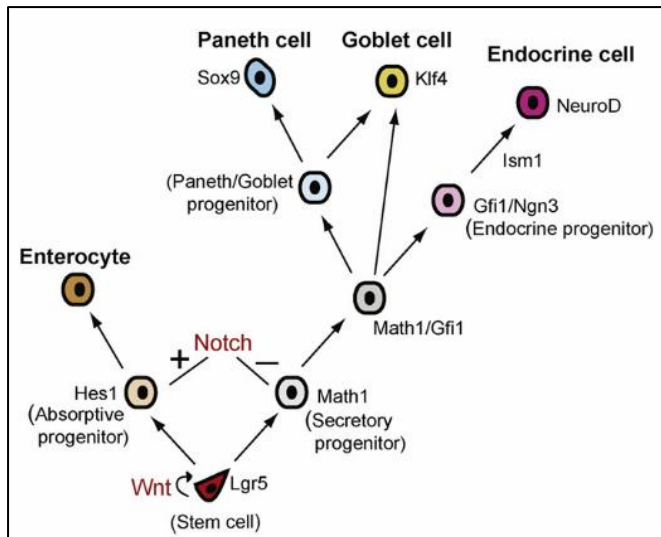 Paneth cell
Goblet cell
Endocrine cell
Sox9
Klf4
NeuroD
Ism1
(Paneth/Goblet
progenitor)
Gfi1/Ngn3
(Endocrine progenitor)
Enterocyte
Math1/Gfi1
Notch
+
–
Hes1
(Absorptive
progenitor)
Math1
(Secretory
progenitor)
Wnt
Lgr5
(Stem cell)